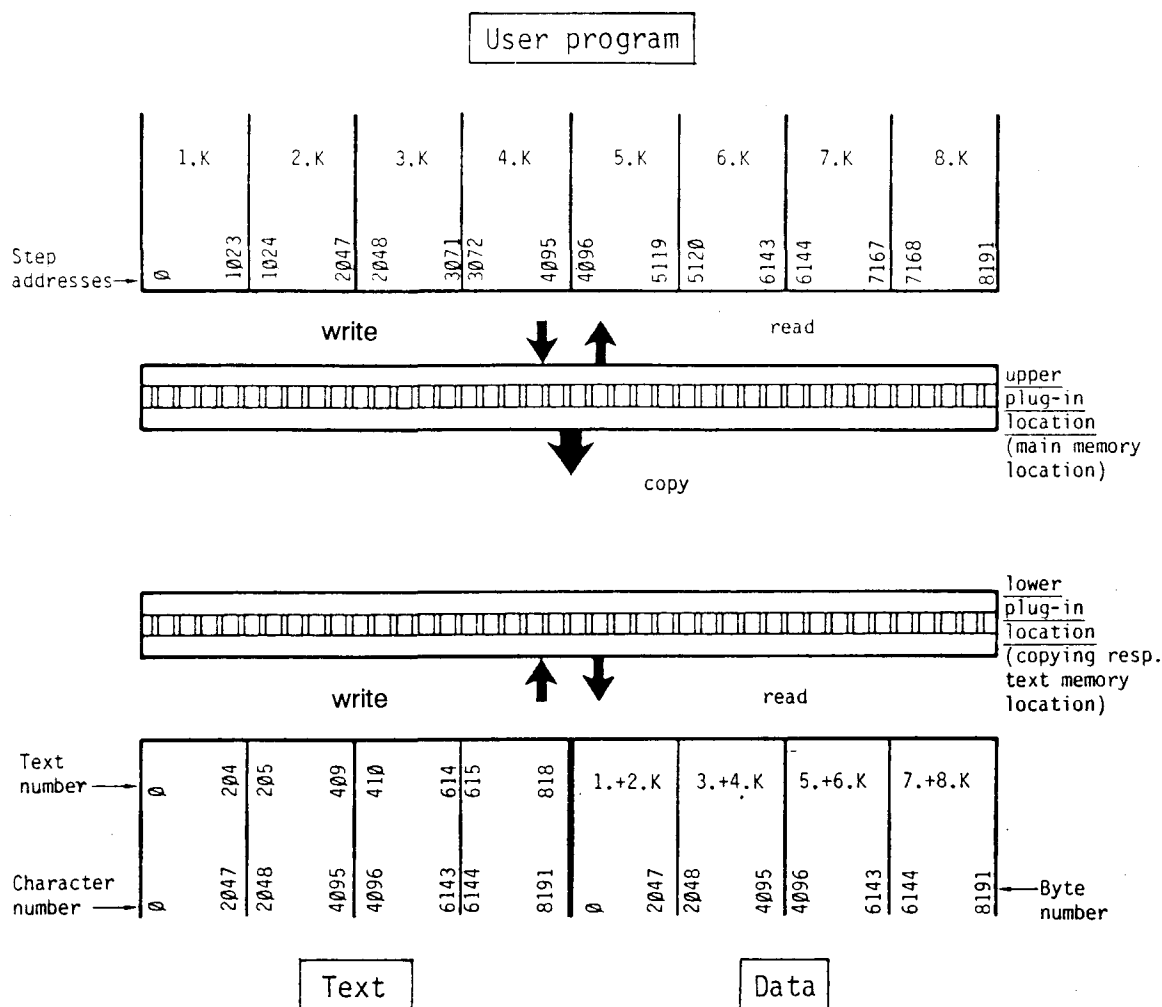 User program
1.K 2.K 3.K 4.K 5.K 6.K 7.K 8.K
Step
addresses
Ø 1Ø23 1Ø24 2Ø47 2Ø48 3Ø71 3Ø72 4Ø95 4Ø96 5119 512Ø 6143 6144 7167 7168 8191
write read
upper
plug-in
location
(main memory
location)
copy
lower
plug-in
location
(copying resp.
text memory
location)
write read
Text
number
Ø 2Ø4 2Ø5 4Ø9 41Ø 614 615 818 1.+2.K 3.+4.K 5.+6.K 7.+8.K
Character
number
Ø 2Ø47 2Ø48 4Ø95 4Ø96 6143 6144 8191 Ø 2Ø47 2Ø48 4Ø95 4Ø96 6143 6144 8191
Byte
number
Text Data